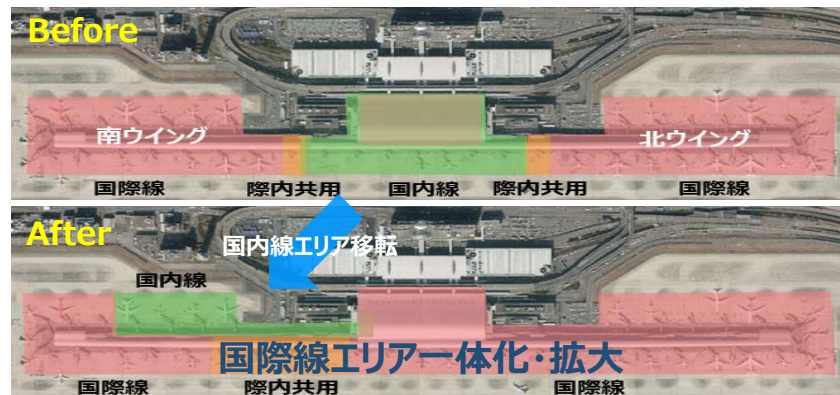 Before
南ウイング
北ウイング
国際線
際内共用
国内線
際内共用
国際線
After
国内線エリア移転
国内線
国際線エリア一体化・拡大
国際線
際内共用
国際線